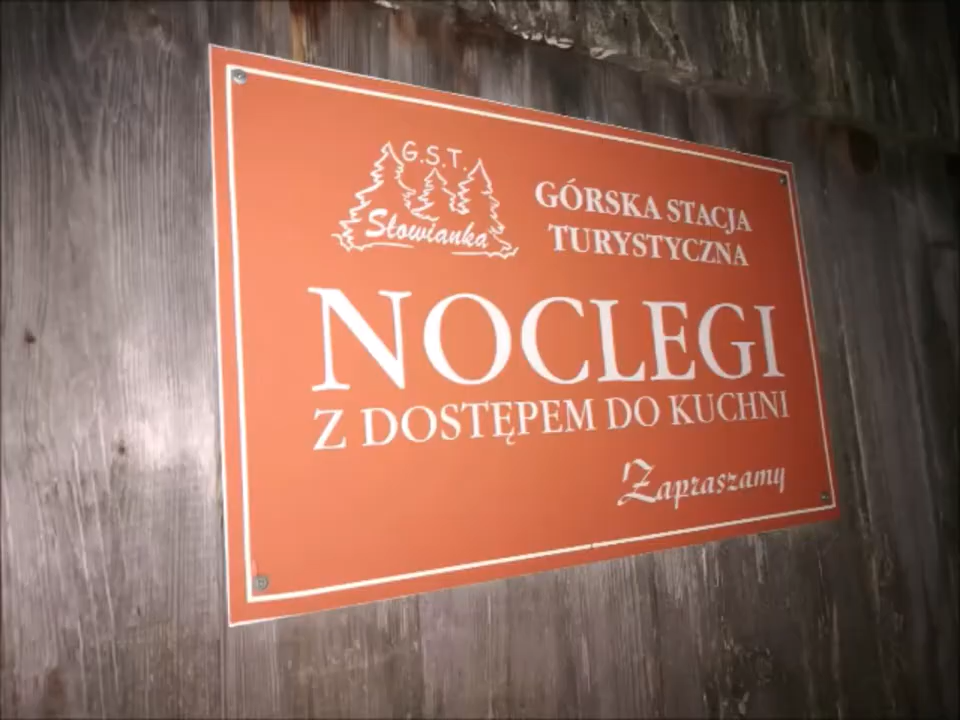 G.S.T.
Słowianka
GÓRSKA STACJA
TURYSTYCZNA
NOCLEGI
Z DOSTĘPEM DO KUCHNI
Zapraszamy